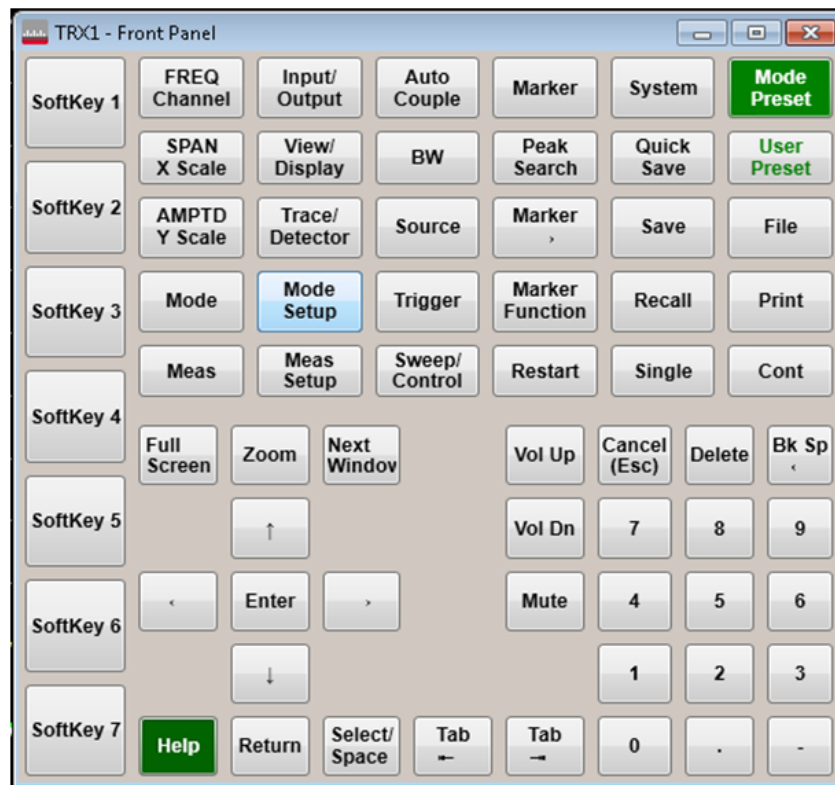 TRX1 - Front Panel
SoftKey 1
FREQ
Channel
Input/
Output
Auto
Couple
Marker
System
Mode
Preset
SPAN
X Scale
View/
Display
BW
Peak
Search
Quick
Save
User
Preset
SoftKey 2
AMPTD
Y Scale
Trace/
Detector
Source
Marker
›
Save
File
SoftKey 3
Mode
Mode
Setup
Trigger
Marker
Function
Recall
Print
Meas
Meas
Setup
Sweep/
Control
Restart
Single
Cont
SoftKey 4
Full
Screen
Zoom
Next
Window
Vol Up
Cancel
(Esc)
Delete
Bk Sp
‹
SoftKey 5
↑
Vol Dn
7
8
9
‹
Enter
›
Mute
4
5
6
SoftKey 6
↓
1
2
3
SoftKey 7
Help
Return
Select/
Space
Tab
⇤
Tab
⇥
0
.
-